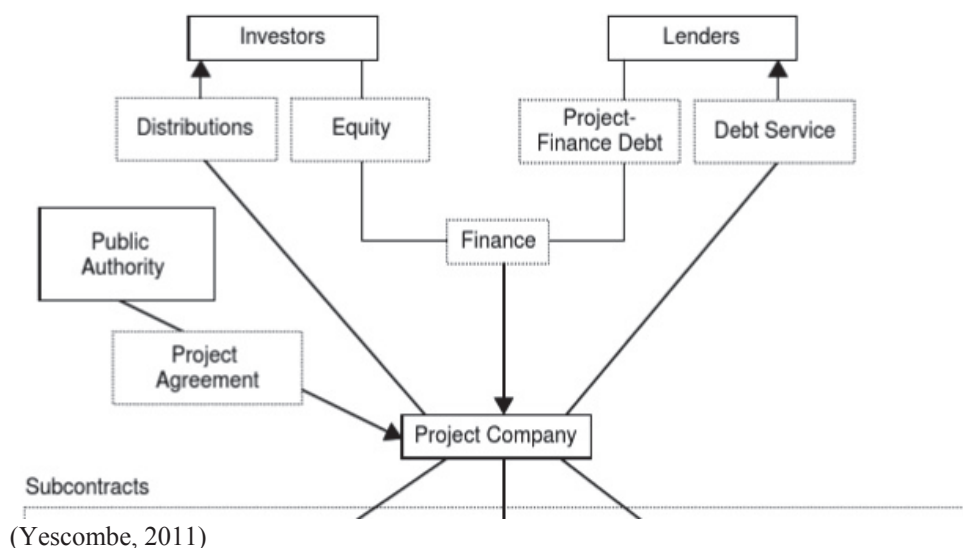 Investors
Lenders
Distributions
Equity
Project-
Finance Debt
Debt Service
Public
Authority
Finance
Project
Agreement
Project Company
Subcontracts
(Yescombe, 2011)